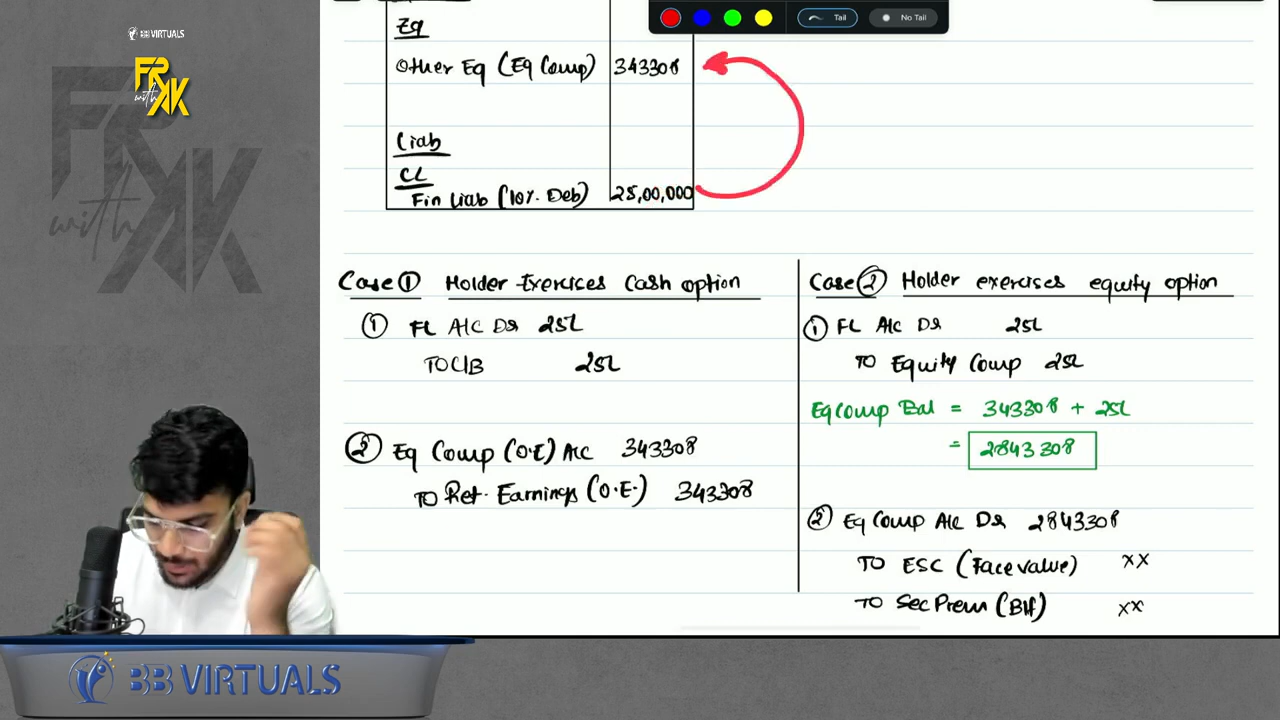 BB VIRTUALS
FR
with
AK
FR
with
AK
Tail
No Tail
Eq
Other Eq (Eq Comp) 343308
Liab
CL
Fin Liab (10%. Deb) 25,00,000
Case ① Holder Exercises Cash option
① FL A/C Dr 25L
TO C/B 25L
② Eq Comp (O.E) A/C 343308
TO Ret. Earnings (O.E.) 343308
Case ② Holder exercises equity option
① FL A/C Dr 25L
TO Equity Comp 25L
Eq Comp Bal = 343308 + 25L
= 2843308
② Eq Comp A/C Dr 2843308
TO ESC (Face value) xx
TO Sec Prem (B/f) xx
BB VIRTUALS